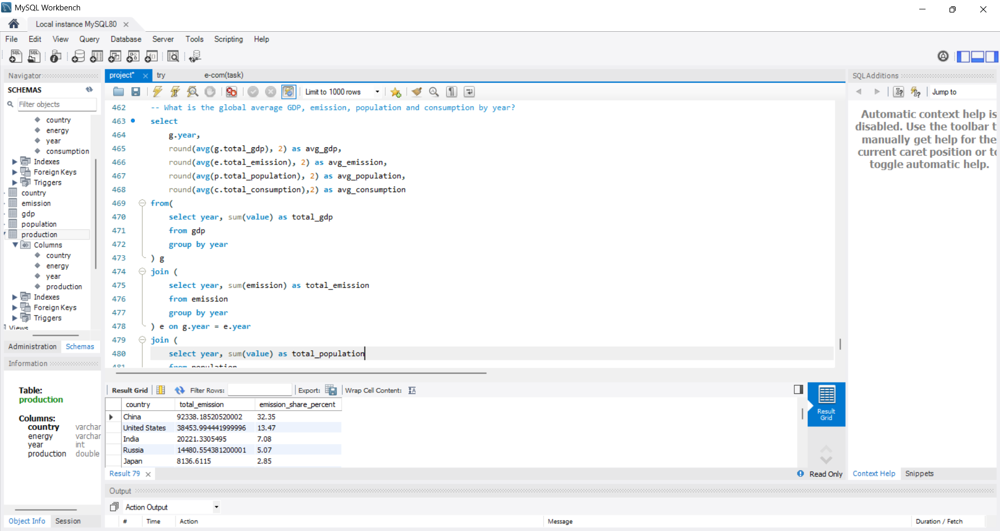 MySQL Workbench
Local instance MySQL80
File Edit View Query Database Server Tools Scripting Help
Navigator
SCHEMAS
Filter objects
country
energy
year
consumption
Indexes
Foreign Keys
Triggers
country
emission
gdp
population
production
Columns
country
energy
year
production
Indexes
Foreign Keys
Triggers
Views
Administration Schemas
Information
Table:
production
Columns:
country varchar
energy varchar
year int
production double
Object Info Session
project* try e-com(task)
Limit to 1000 rows
462 -- What is the global average GDP, emission, population and consumption by year?
463 select
464 g.year,
465 round(avg(g.total_gdp), 2) as avg_gdp,
466 round(avg(e.total_emission), 2) as avg_emission,
467 round(avg(p.total_population), 2) as avg_population,
468 round(avg(c.total_consumption),2) as avg_consumption
469 from(
470 select year, sum(value) as total_gdp
471 from gdp
472 group by year
473 ) g
474 join (
475 select year, sum(emission) as total_emission
476 from emission
477 group by year
478 ) e on g.year = e.year
479 join (
480 select year, sum(value) as total_population
481 from population
Result Grid Filter Rows: Export: Wrap Cell Content:
country total_emission emission_share_percent
China 92338.18520520002 32.35
United States 38453.994441999996 13.47
India 20221.3305495 7.08
Russia 14480.554381200001 5.07
Japan 8136.6115 2.85
Result Grid
Result 79
Read Only
Output
Action Output
# Time Action Message Duration / Fetch
SQLAdditions
Jump to
Automatic context help is
disabled. Use the toolbar t
manually get help for the
current caret position or to
toggle automatic help.
Context Help Snippets